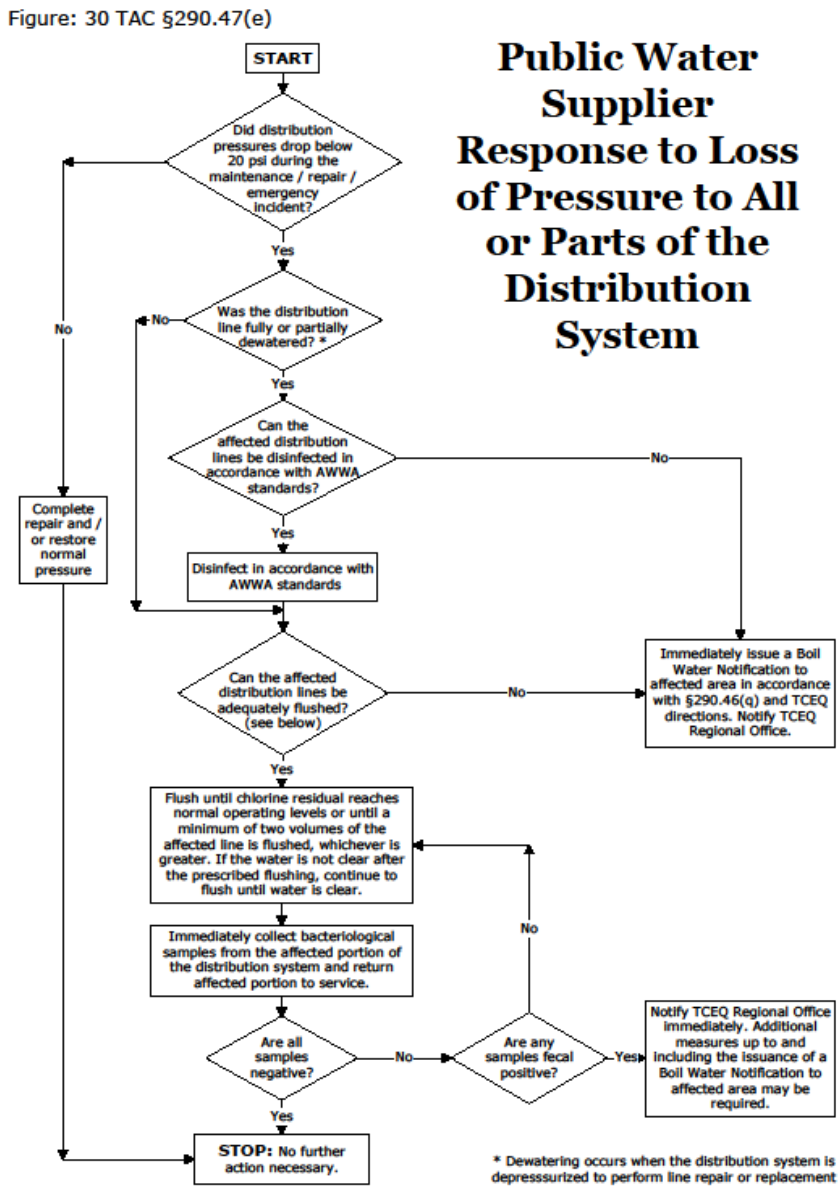 Figure: 30 TAC §290.47(e)
Public Water
Supplier
Response to Loss
of Pressure to All
or Parts of the
Distribution
System
START
Did distribution
pressures drop below
20 psi during the
maintenance / repair /
emergency
incident?
Yes
No
Was the distribution
line fully or partially
dewatered? *
No
Yes
Can the
affected distribution
lines be disinfected in
accordance with AWWA
standards?
No
Yes
Complete
repair and /
or restore
normal
pressure
Disinfect in accordance with
AWWA standards
Can the affected
distribution lines be
adequately flushed?
(see below)
No
Yes
Immediately issue a Boil
Water Notification to
affected area in accordance
with §290.46(q) and TCEQ
directions. Notify TCEQ
Regional Office.
Flush until chlorine residual reaches
normal operating levels or until a
minimum of two volumes of the
affected line is flushed, whichever is
greater. If the water is not clear after
the prescribed flushing, continue to
flush until water is clear.
Immediately collect bacteriological
samples from the affected portion of
the distribution system and return
affected portion to service.
Are all
samples
negative?
No
Yes
Are any
samples fecal
positive?
No
Yes
Notify TCEQ Regional Office
immediately. Additional
measures up to and
including the issuance of a
Boil Water Notification to
affected area may be
required.
STOP: No further
action necessary.
* Dewatering occurs when the distribution system is
depresssurized to perform line repair or replacement